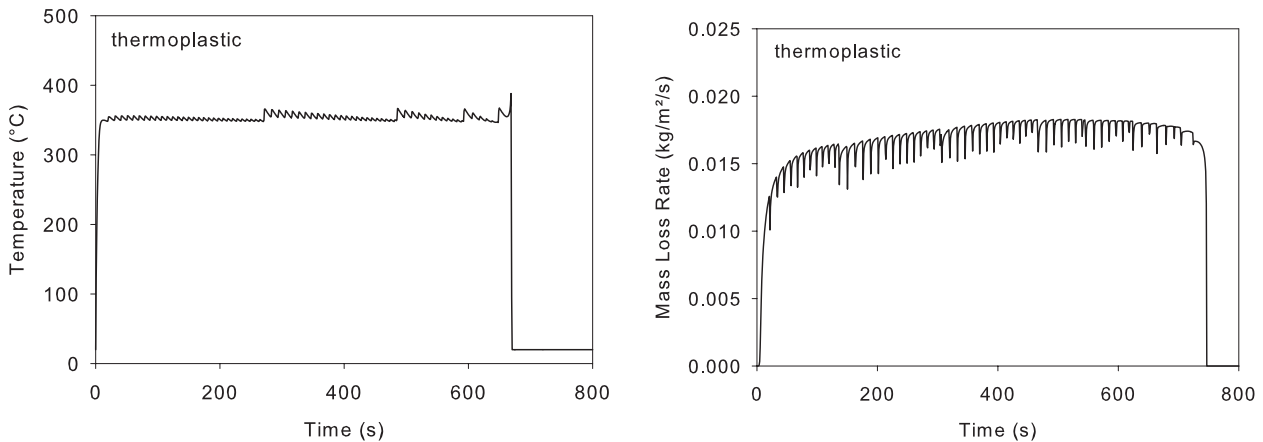 500
400
300
200
100
0
Temperature (°C)
thermoplastic
0 200 400 600 800
Time (s)
0.025
0.020
0.015
0.010
0.005
0.000
Mass Loss Rate (kg/m²/s)
thermoplastic
0 200 400 600 800
Time (s)